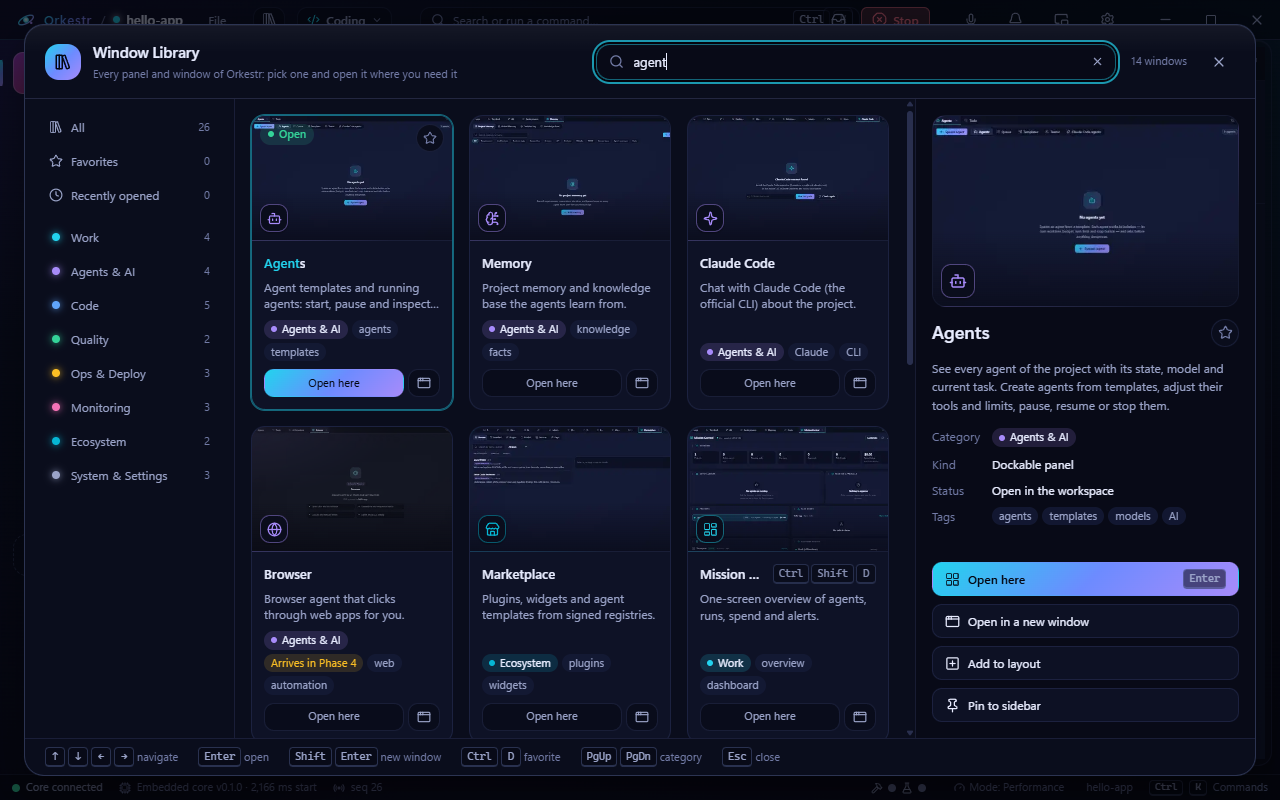 Orkestr / hello-app File Coding Search or run a command Ctrl Stop
Window Library
Every panel and window of Orkestr: pick one and open it where you need it
agent
14 windows
All 26
Favorites 0
Recently opened 0
Work 4
Agents & AI 4
Code 5
Quality 2
Ops & Deploy 3
Monitoring 3
Ecosystem 2
System & Settings 3
Open
No agents yet
Agents
Agent templates and running
agents: start, pause and inspect...
Agents & AI agents
templates
Open here
Memory
Project memory and knowledge
base the agents learn from.
Agents & AI knowledge
facts
Open here
Claude Code
Chat with Claude Code (the
official CLI) about the project.
Agents & AI Claude CLI
Open here
Browser
Browser agent that clicks
through web apps for you.
Agents & AI
Arrives in Phase 4 web
automation
Open here
Marketplace
Plugins, widgets and agent
templates from signed registries.
Ecosystem plugins
widgets
Open here
Mission ... Ctrl Shift D
One-screen overview of agents,
runs, spend and alerts.
Work overview
dashboard
Open here
Agents
No agents yet
Agents
See every agent of the project with its state, model and
current task. Create agents from templates, adjust their
tools and limits, pause, resume or stop them.
Category Agents & AI
Kind Dockable panel
Status Open in the workspace
Tags agents templates models AI
Open here Enter
Open in a new window
Add to layout
Pin to sidebar
↑ ↓ ← → navigate Enter open Shift Enter new window Ctrl D favorite PgUp PgDn category Esc close
Core connected Embedded core v0.1.0 · 2,166 ms start seq 26 Mode: Performance hello-app Ctrl K Commands